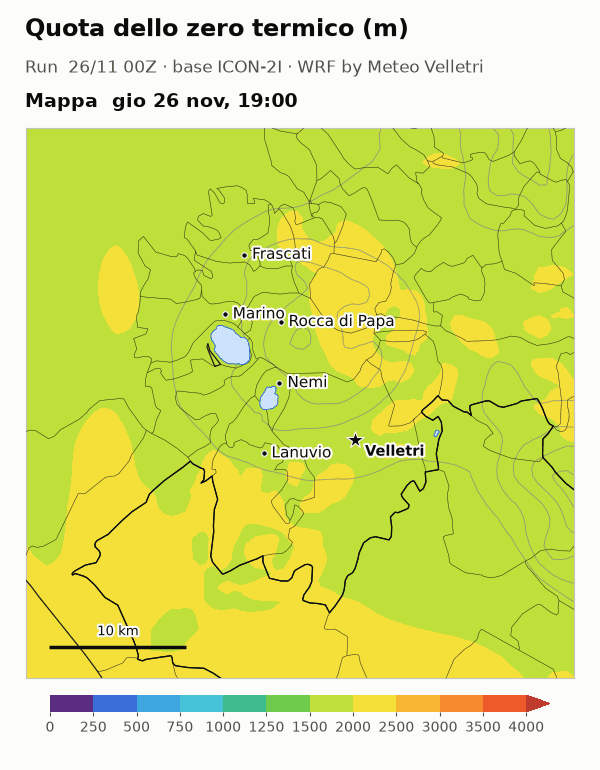 Quota dello zero termico (m)
Run  26/11 00Z · base ICON-2I · WRF by Meteo Velletri
Mappa  gio 26 nov, 19:00
Frascati
Marino
Rocca di Papa
Nemi
Velletri
Lanuvio
10 km
0 250 500 750 1000 1250 1500 2000 2500 3000 3500 4000